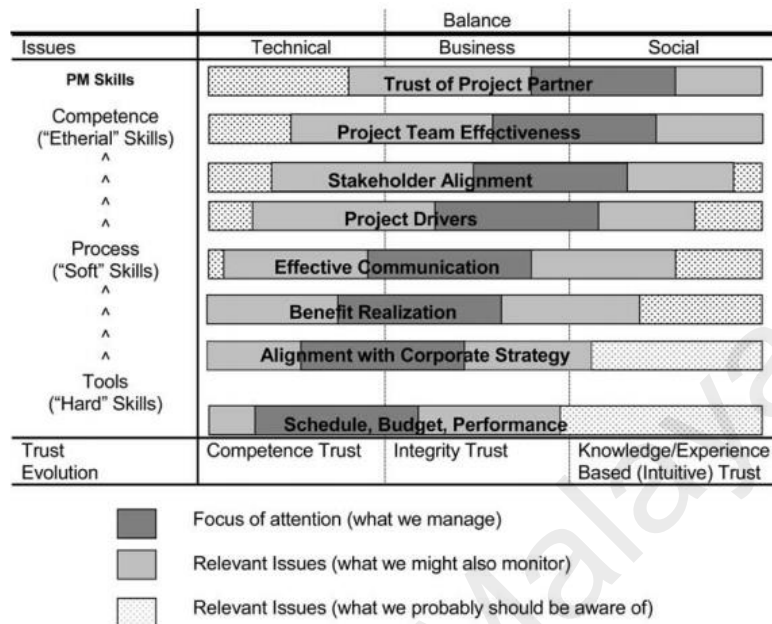 Balance
Issues Technical Business Social
PM Skills
Trust of Project Partner
Competence
("Etherial" Skills)
Project Team Effectiveness
^
Stakeholder Alignment
^
^
Project Drivers
^
Process
("Soft" Skills)
Effective Communication
^
^
Benefit Realization
^
^
Alignment with Corporate Strategy
Tools
("Hard" Skills)
Schedule, Budget, Performance
Trust
Evolution
Competence Trust
Integrity Trust
Knowledge/Experience
Based (Intuitive) Trust
Focus of attention (what we manage)
Relevant Issues (what we might also monitor)
Relevant Issues (what we probably should be aware of)
Malaya